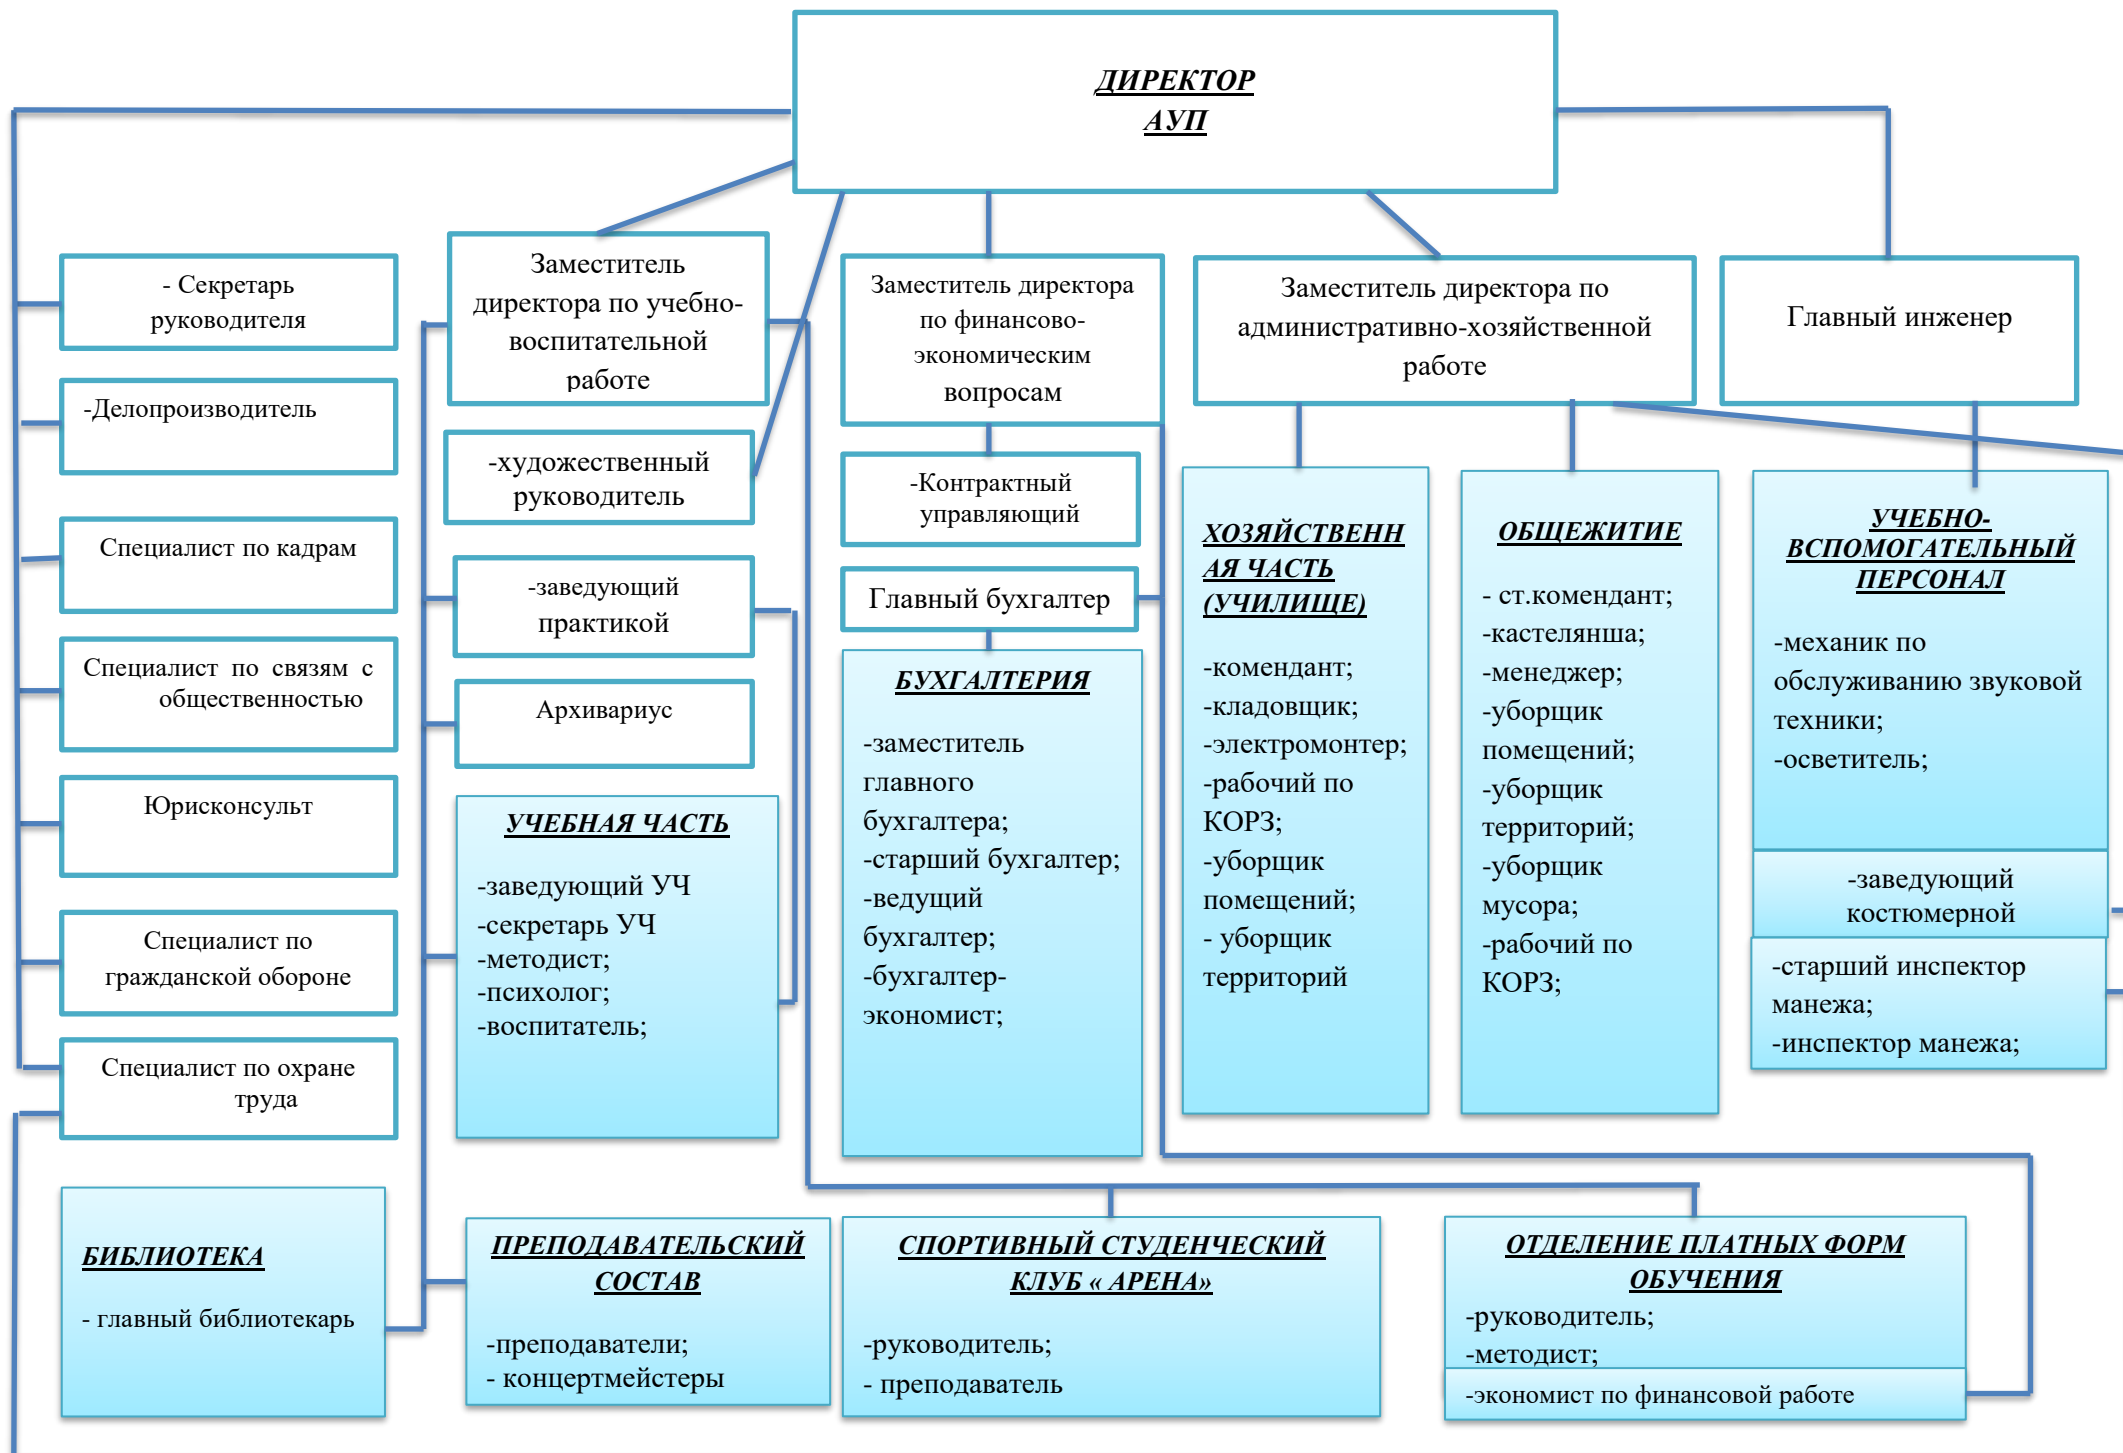 ДИРЕКТОР
АУП
- Секретарь
руководителя
-Делопроизводитель
Специалист по кадрам
Специалист по связям с
общественностью
Юрисконсульт
Специалист по
гражданской обороне
Специалист по охране
труда
БИБЛИОТЕКА
- главный библиотекарь
Заместитель
директора по учебно-
воспитательной
работе
-художественный
руководитель
-заведующий
практикой
Архивариус
УЧЕБНАЯ ЧАСТЬ
-заведующий УЧ
-секретарь УЧ
-методист;
-психолог;
-воспитатель;
ПРЕПОДАВАТЕЛЬСКИЙ
СОСТАВ
-преподаватели;
- концертмейстеры
Заместитель директора
по финансово-
экономическим
вопросам
-Контрактный
управляющий
Главный бухгалтер
БУХГАЛТЕРИЯ
-заместитель
главного
бухгалтера;
-старший бухгалтер;
-ведущий
бухгалтер;
-бухгалтер-
экономист;
СПОРТИВНЫЙ СТУДЕНЧЕСКИЙ
КЛУБ « АРЕНА»
-руководитель;
- преподаватель
Заместитель директора по
административно-хозяйственной
работе
ХОЗЯЙСТВЕНН
АЯ ЧАСТЬ
(УЧИЛИЩЕ)
-комендант;
-кладовщик;
-электромонтер;
-рабочий по
КОРЗ;
-уборщик
помещений;
- уборщик
территорий
ОБЩЕЖИТИЕ
- ст.комендант;
-кастелянша;
-менеджер;
-уборщик
помещений;
-уборщик
территорий;
-уборщик
мусора;
-рабочий по
КОРЗ;
Главный инженер
УЧЕБНО-
ВСПОМОГАТЕЛЬНЫЙ
ПЕРСОНАЛ
-механик по
обслуживанию звуковой
техники;
-осветитель;
-заведующий
костюмерной
-старший инспектор
манежа;
-инспектор манежа;
ОТДЕЛЕНИЕ ПЛАТНЫХ ФОРМ
ОБУЧЕНИЯ
-руководитель;
-методист;
-экономист по финансовой работе